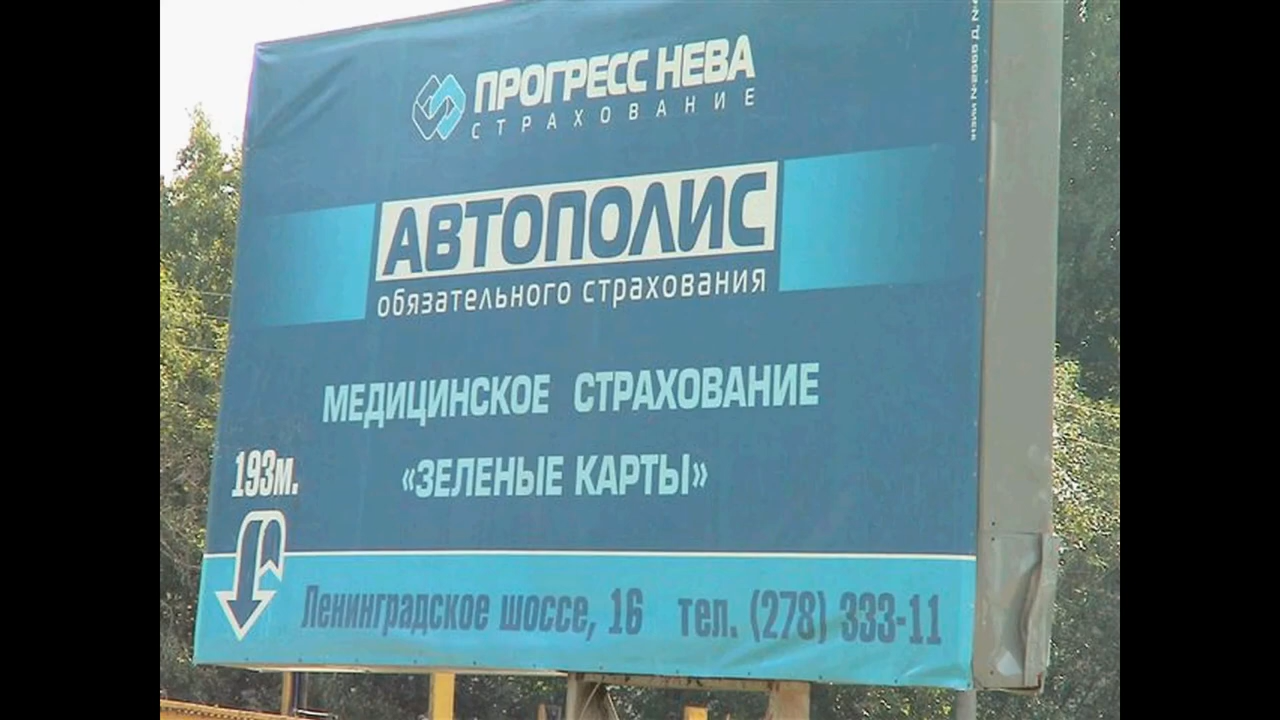 ПРОГРЕСС НЕВА
СТРАХОВАНИЕ
АВТОПОЛИС
обязательного страхования
МЕДИЦИНСКОЕ СТРАХОВАНИЕ
«ЗЕЛЕНЫЕ КАРТЫ»
193м.
Ленинградское шоссе, 16 тел. (278) 333-11